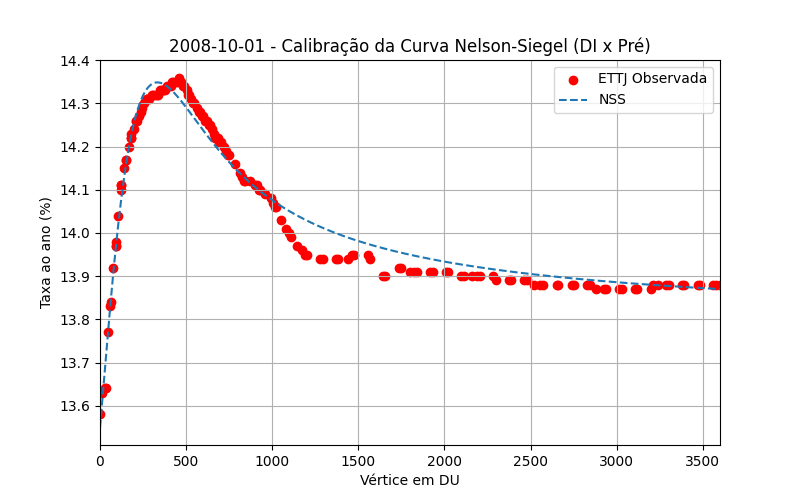 2008-10-01 - Calibração da Curva Nelson-Siegel (DI x Pré)
ETTJ Observada
NSS
Taxa ao ano (%)
14.4
14.3
14.2
14.1
14.0
13.9
13.8
13.7
13.6
0 500 1000 1500 2000 2500 3000 3500
Vértice em DU